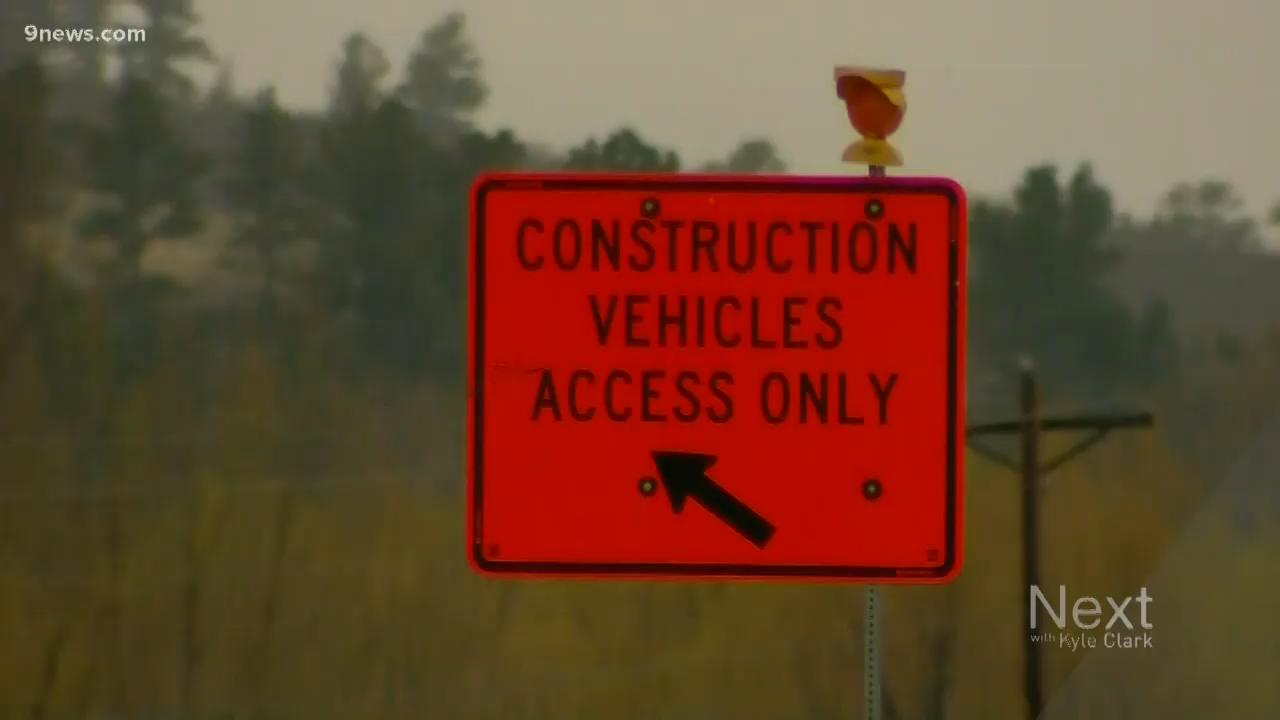 9news.com
CONSTRUCTION
VEHICLES
ACCESS ONLY
Next
with Kyle Clark